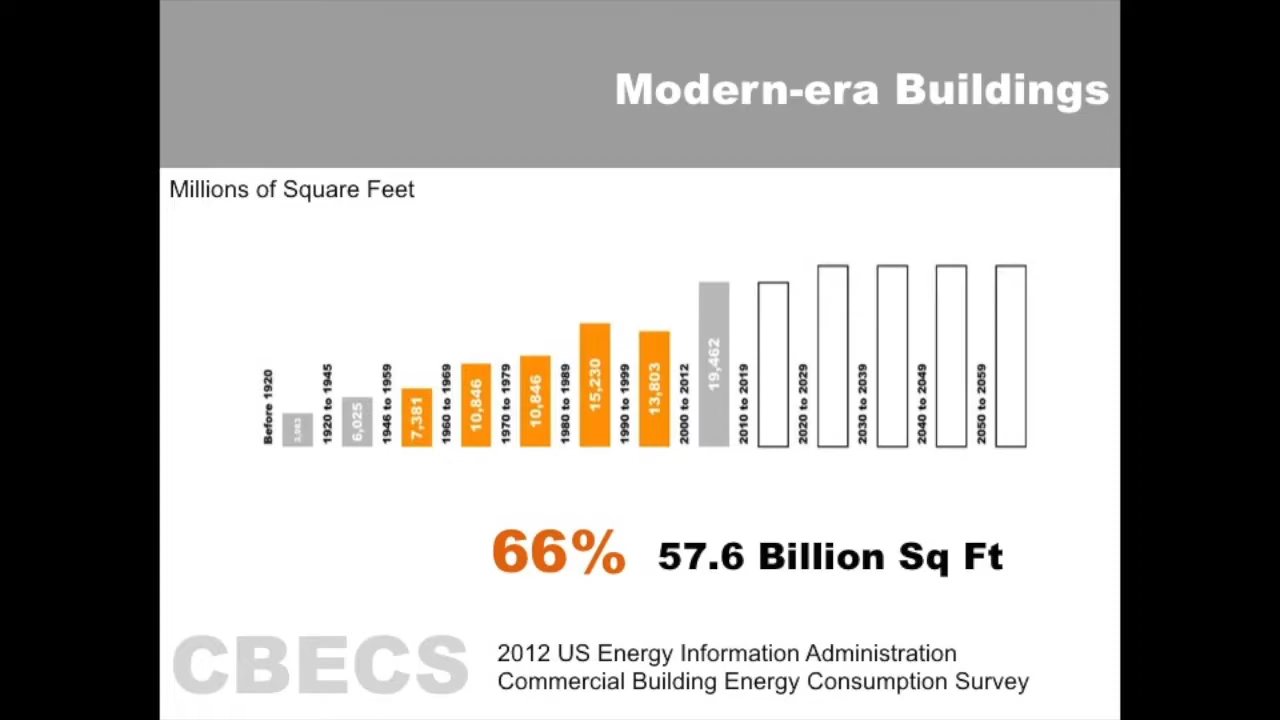 Modern-era Buildings
Millions of Square Feet
Before 1920
1920 to 1945
6,025
1946 to 1959
7,381
1960 to 1969
10,846
1970 to 1979
10,846
1980 to 1989
15,230
1990 to 1999
13,803
2000 to 2012
19,462
2010 to 2019
2020 to 2029
2030 to 2039
2040 to 2049
2050 to 2059
66% 57.6 Billion Sq Ft
CBECS
2012 US Energy Information Administration
Commercial Building Energy Consumption Survey